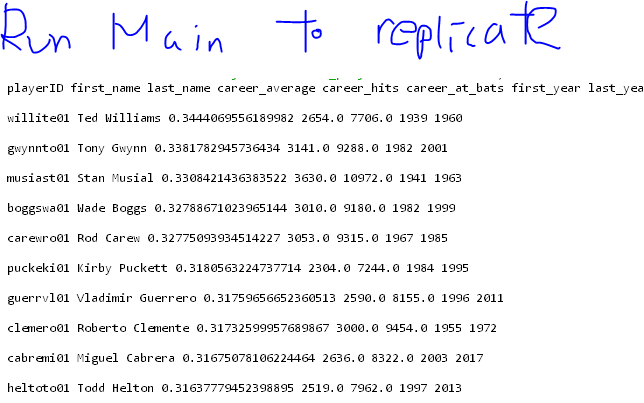 Run Main to replicate
playerID first_name last_name career_average career_hits career_at_bats first_year last_yea
willite01 Ted Williams 0.3444069556189982 2654.0 7706.0 1939 1960
gwynnto01 Tony Gwynn 0.3381782945736434 3141.0 9288.0 1982 2001
musiast01 Stan Musial 0.3308421436383522 3630.0 10972.0 1941 1963
boggswa01 Wade Boggs 0.32788671023965144 3010.0 9180.0 1982 1999
carewro01 Rod Carew 0.32775093934514227 3053.0 9315.0 1967 1985
puckeki01 Kirby Puckett 0.3180563224737714 2304.0 7244.0 1984 1995
guerrvl01 Vladimir Guerrero 0.31759656652360513 2590.0 8155.0 1996 2011
clemero01 Roberto Clemente 0.31732599957689867 3000.0 9454.0 1955 1972
cabremi01 Miguel Cabrera 0.31675078106224464 2636.0 8322.0 2003 2017
heltoto01 Todd Helton 0.31637779452398895 2519.0 7962.0 1997 2013